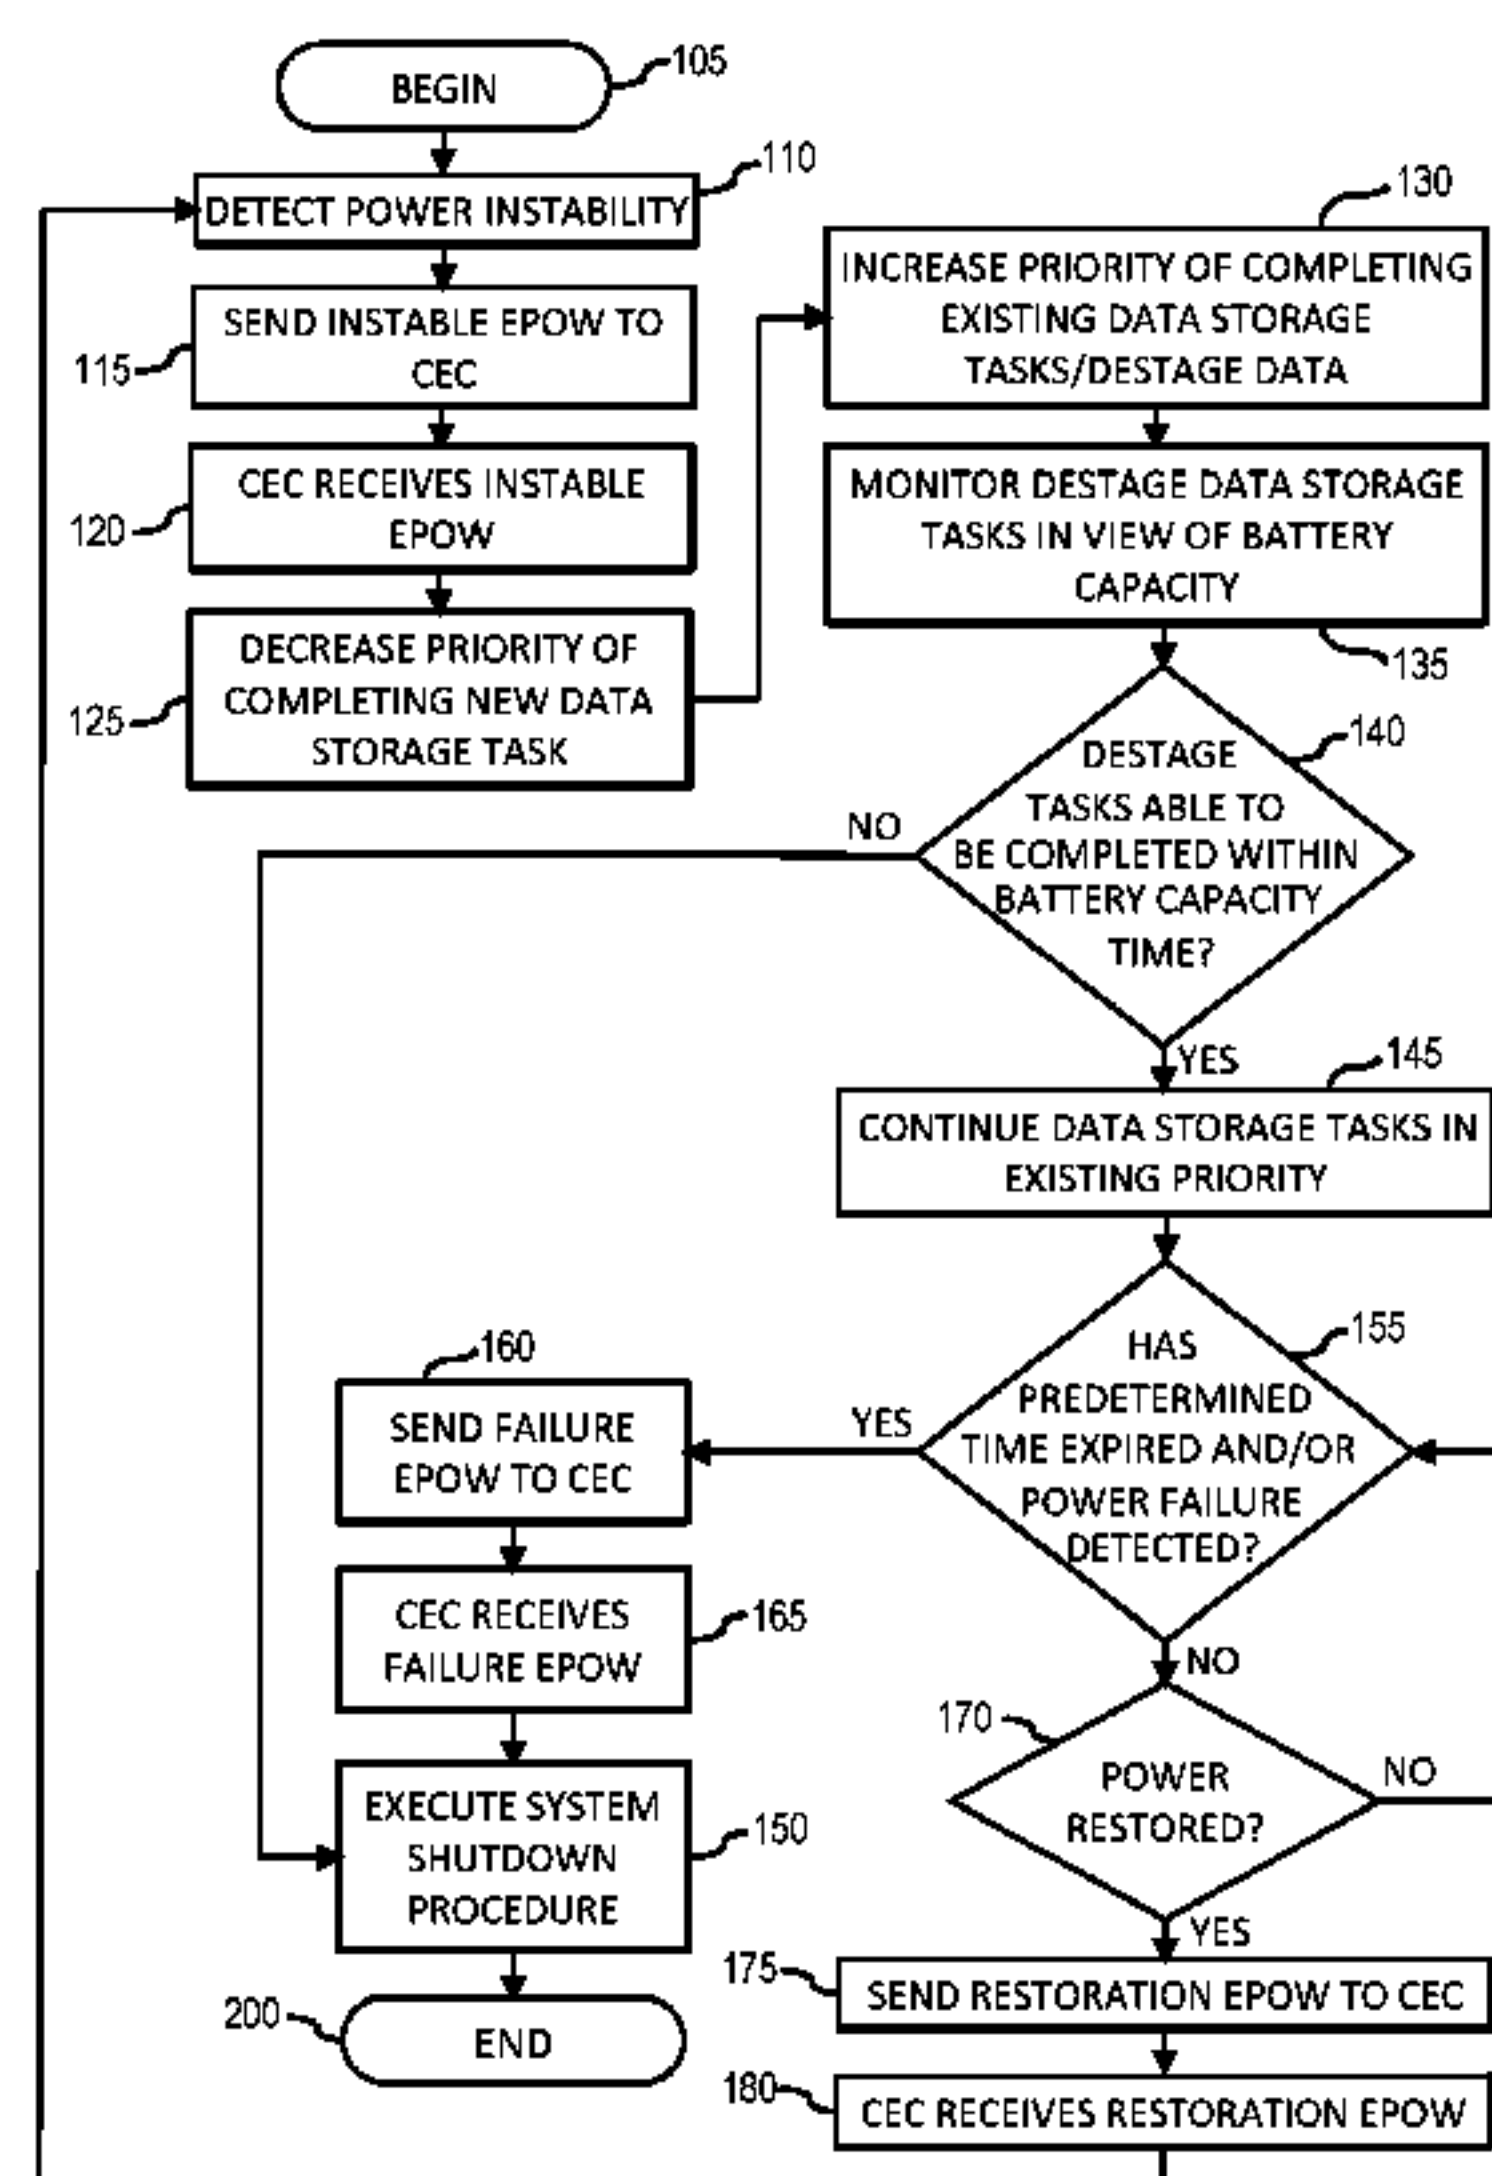 BEGIN
105
DETECT POWER INSTABILITY
110
SEND INSTABLE EPOW TO
CEC
115
CEC RECEIVES INSTABLE
EPOW
120
DECREASE PRIORITY OF
COMPLETING NEW DATA
STORAGE TASK
125
130
INCREASE PRIORITY OF COMPLETING
EXISTING DATA STORAGE
TASKS/DESTAGE DATA
MONITOR DESTAGE DATA STORAGE
TASKS IN VIEW OF BATTERY
CAPACITY
135
140
DESTAGE
TASKS ABLE TO
BE COMPLETED WITHIN
BATTERY CAPACITY
TIME?
NO
YES
145
CONTINUE DATA STORAGE TASKS IN
EXISTING PRIORITY
155
HAS
PREDETERMINED
TIME EXPIRED AND/OR
POWER FAILURE
DETECTED?
YES
NO
160
SEND FAILURE
EPOW TO CEC
CEC RECEIVES
FAILURE EPOW
165
EXECUTE SYSTEM
SHUTDOWN
PROCEDURE
150
200
END
170
POWER
RESTORED?
NO
YES
175
SEND RESTORATION EPOW TO CEC
180
CEC RECEIVES RESTORATION EPOW